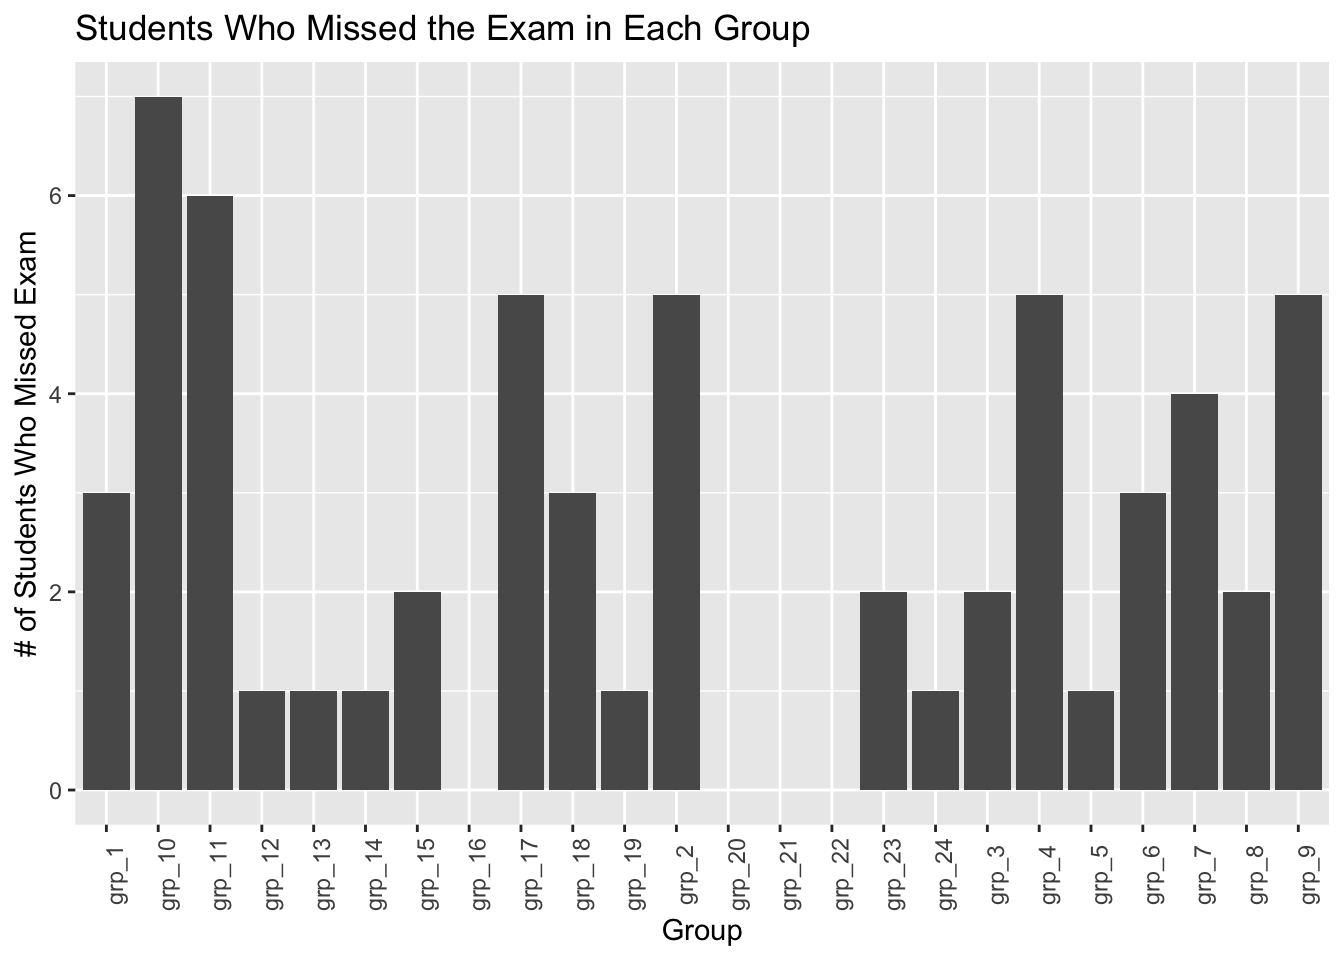 Students Who Missed the Exam in Each Group
# of Students Who Missed Exam
6
4
2
0
grp_1
grp_10
grp_11
grp_12
grp_13
grp_14
grp_15
grp_16
grp_17
grp_18
grp_19
grp_2
grp_20
grp_21
grp_22
grp_23
grp_24
grp_3
grp_4
grp_5
grp_6
grp_7
grp_8
grp_9
Group